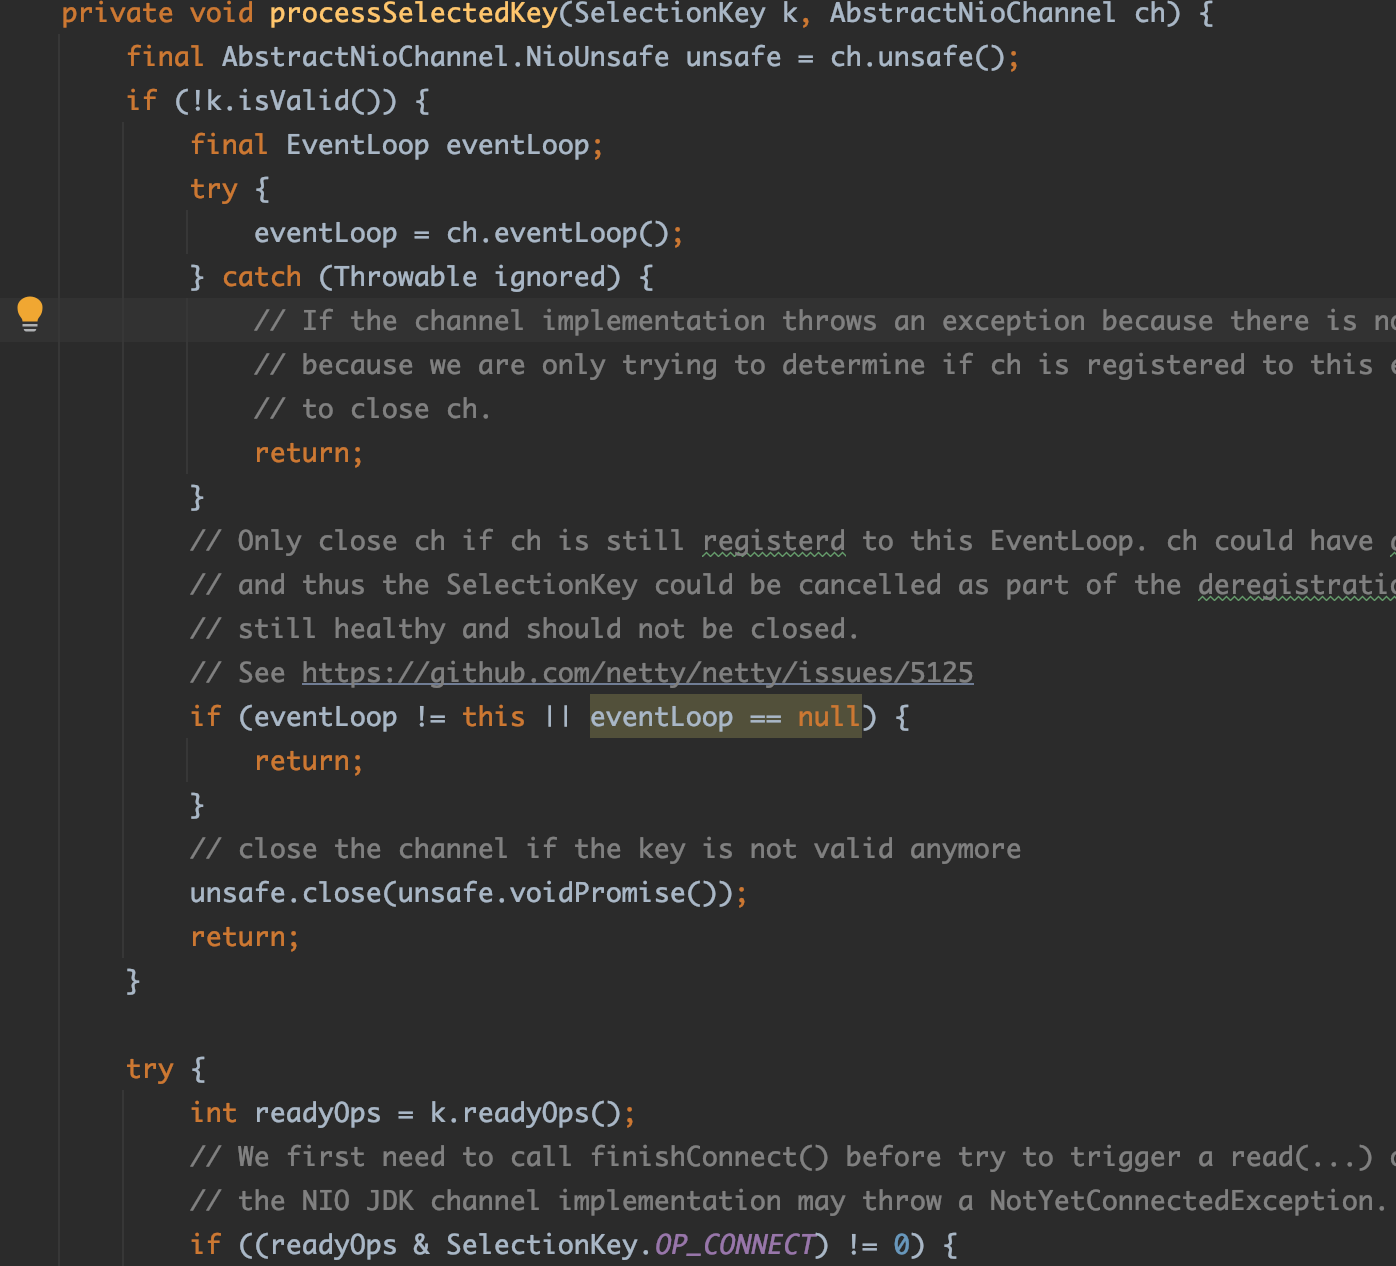 private void processSelectedKey(SelectionKey k, AbstractNioChannel ch) {
final AbstractNioChannel.NioUnsafe unsafe = ch.unsafe();
if (!k.isValid()) {
final EventLoop eventLoop;
try {
eventLoop = ch.eventLoop();
} catch (Throwable ignored) {
// If the channel implementation throws an exception because there is
// because we are only trying to determine if ch is registered to this
// to close ch.
return;
}
// Only close ch if ch is still registerd to this EventLoop. ch could have
// and thus the SelectionKey could be cancelled as part of the
// still healthy and should not be closed.
// See https://github.com/netty/netty/issues/5125
if (eventLoop != this || eventLoop == null) {
return;
}
// close the channel if the key is not valid anymore
unsafe.close(unsafe.voidPromise());
return;
}
try {
int readyOps = k.readyOps();
// We first need to call finishConnect() before try to trigger a read(...)
// the NIO JDK channel implementation may throw a NotYetConnectedException.
if ((readyOps & SelectionKey.OP_CONNECT) != 0) {